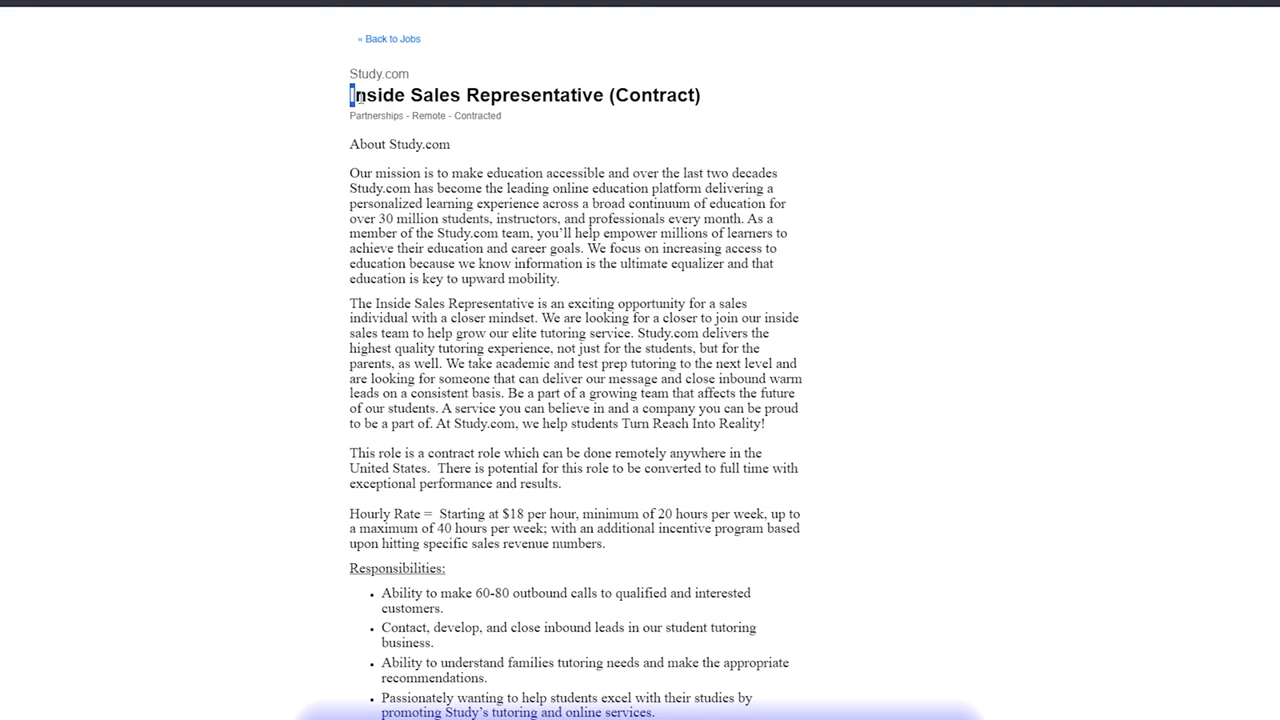 « Back to Jobs
Study.com
Inside Sales Representative (Contract)
Partnerships - Remote - Contracted
About Study.com
Our mission is to make education accessible and over the last two decades
Study.com has become the leading online education platform delivering a
personalized learning experience across a broad continuum of education for
over 30 million students, instructors, and professionals every month. As a
member of the Study.com team, you’ll help empower millions of learners to
achieve their education and career goals. We focus on increasing access to
education because we know information is the ultimate equalizer and that
education is key to upward mobility.
The Inside Sales Representative is an exciting opportunity for a sales
individual with a closer mindset. We are looking for a closer to join our inside
sales team to help grow our elite tutoring service. Study.com delivers the
highest quality tutoring experience, not just for the students, but for the
parents, as well. We take academic and test prep tutoring to the next level and
are looking for someone that can deliver our message and close inbound warm
leads on a consistent basis. Be a part of a growing team that affects the future
of our students. A service you can believe in and a company you can be proud
to be a part of. At Study.com, we help students Turn Reach Into Reality!
This role is a contract role which can be done remotely anywhere in the
United States.  There is potential for this role to be converted to full time with
exceptional performance and results.
Hourly Rate =  Starting at $18 per hour, minimum of 20 hours per week, up to
a maximum of 40 hours per week; with an additional incentive program based
upon hitting specific sales revenue numbers.
Responsibilities:
• Ability to make 60-80 outbound calls to qualified and interested
customers.
• Contact, develop, and close inbound leads in our student tutoring
business.
• Ability to understand families tutoring needs and make the appropriate
recommendations.
• Passionately wanting to help students excel with their studies by
promoting Study’s tutoring and online services.